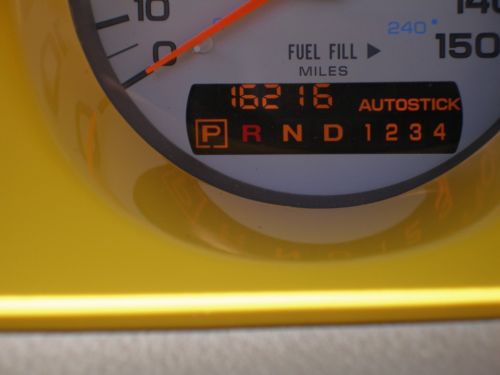 10
0
140
240°
150
FUEL FILL ▶
MILES
16216 AUTOSTICK
P R N D 1 2 3 4